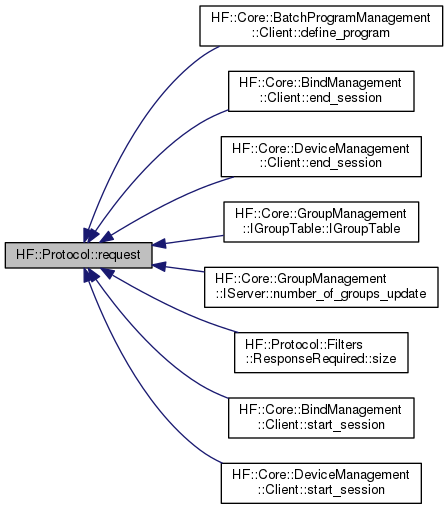 HF::Core::BatchProgramManagement
::Client::define_program
HF::Core::BindManagement
::Client::end_session
HF::Core::DeviceManagement
::Client::end_session
HF::Core::GroupManagement
::IGroupTable::IGroupTable
HF::Protocol::request
HF::Core::GroupManagement
::IServer::number_of_groups_update
HF::Protocol::Filters
::ResponseRequired::size
HF::Core::BindManagement
::Client::start_session
HF::Core::DeviceManagement
::Client::start_session